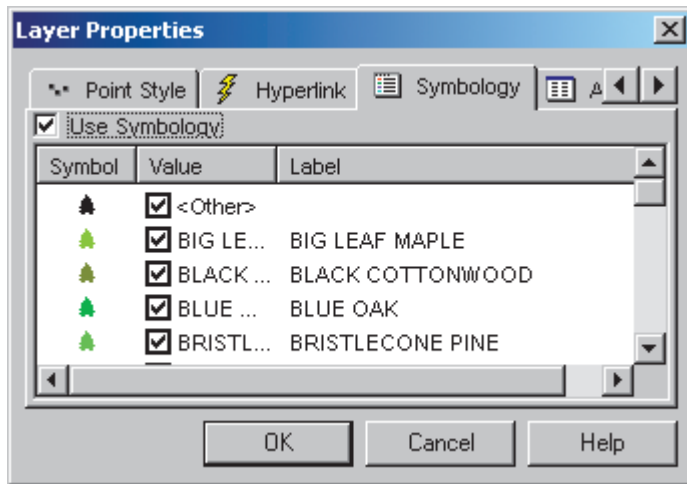 Layer Properties
Point Style Hyperlink Symbology A
Use Symbology
Symbol Value Label
<Other>
BIG LE... BIG LEAF MAPLE
BLACK ... BLACK COTTONWOOD
BLUE ... BLUE OAK
BRISTL... BRISTLECONE PINE
OK Cancel Help